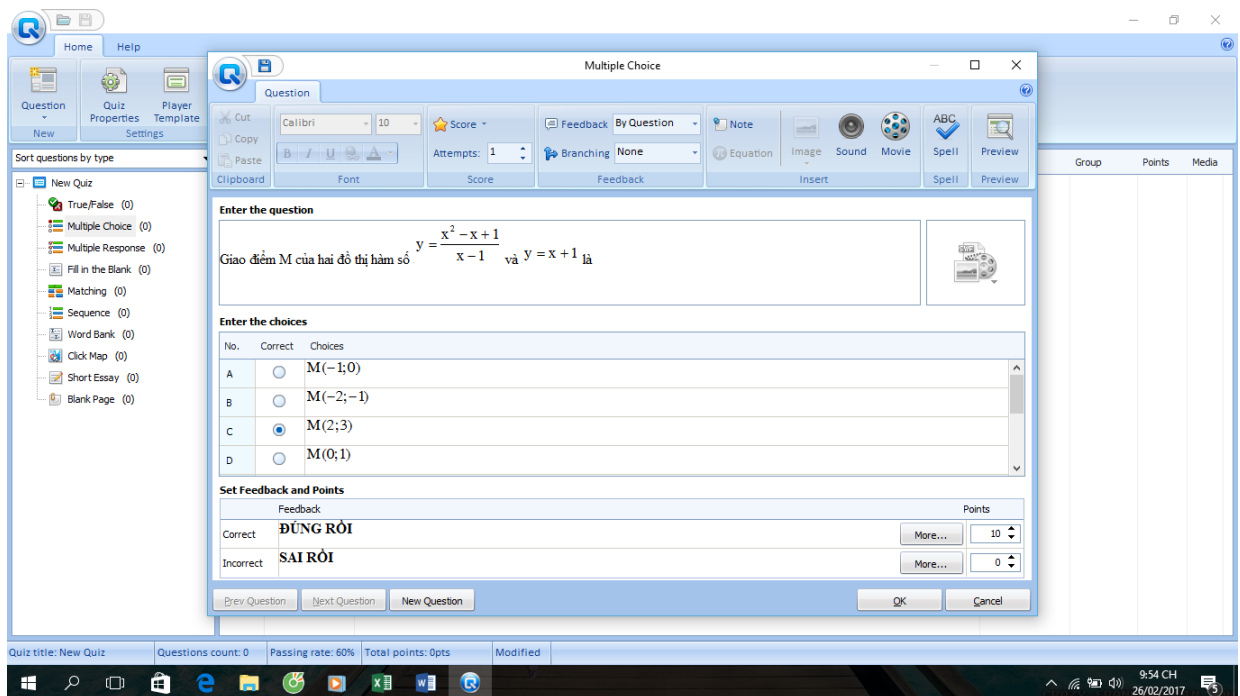 Home Help
Question
Quiz Properties
Player Template
New
Settings
Sort questions by type
New Quiz
True/False (0)
Multiple Choice (0)
Multiple Response (0)
Fill in the Blank (0)
Matching (0)
Sequence (0)
Word Bank (0)
Click Map (0)
Short Essay (0)
Blank Page (0)
Group Points Media
Multiple Choice
Question
Cut
Copy
Paste
Clipboard
Calibri 10
B I U A
Font
Score
Attempts: 1
Score
Feedback By Question
Branching None
Feedback
Note
Equation
Image Sound Movie
Insert
ABC
Spell
Spell
Preview
Preview
Enter the question
Giao điểm M của hai đồ thị hàm số y = (x² − x + 1)/(x − 1) và y = x + 1 là
Enter the choices
No. Correct Choices
A M(−1;0)
B M(−2;−1)
C M(2;3)
D M(0;1)
Set Feedback and Points
Feedback Points
Correct ĐÚNG RỒI More... 10
Incorrect SAI RỒI More... 0
Prev Question Next Question New Question OK Cancel
Quiz title: New Quiz Questions count: 0 Passing rate: 60% Total points: 0pts Modified
9:54 CH
26/02/2017